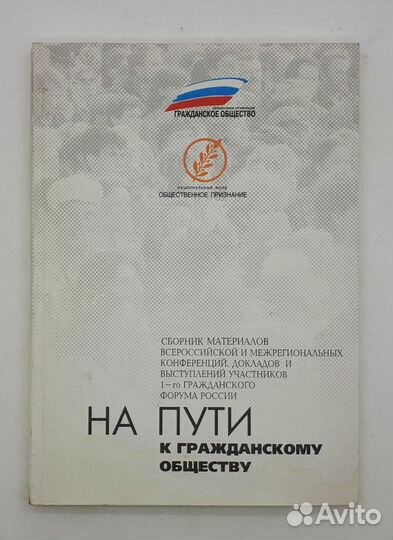 ГРАЖДАНСКОЕ ОБЩЕСТВО
НАЦИОНАЛЬНЫЙ ФОНД
ОБЩЕСТВЕННОЕ ПРИЗНАНИЕ
СБОРНИК МАТЕРИАЛОВ
ВСЕРОССИЙСКОЙ И МЕЖРЕГИОНАЛЬНЫХ
КОНФЕРЕНЦИЙ, ДОКЛАДОВ И
ВЫСТУПЛЕНИЙ УЧАСТНИКОВ
1-го ГРАЖДАНСКОГО
ФОРУМА РОССИИ
НА ПУТИ
К ГРАЖДАНСКОМУ
ОБЩЕСТВУ
Avito